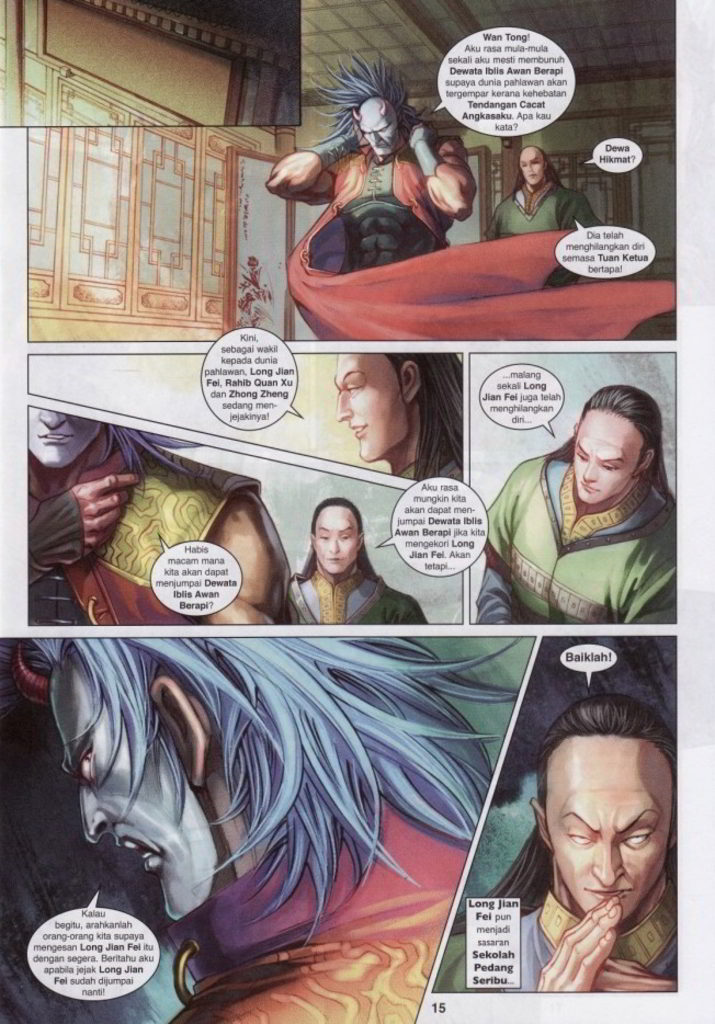 Wan Tong!
Aku rasa mula-mula
sekali aku mesti membunuh
Dewata Iblis Awan Berapi
supaya dunia pahlawan akan
tergempar kerana kehebatan
Tendangan Cacat
Angkasaku. Apa kau
kata?
Dewa
Hikmat?
Dia telah
menghilangkan diri
semasa Tuan Ketua
bertapa!
Kini,
sebagai wakil
kepada dunia
pahlawan, Long Jian
Fei, Rahib Quan Xu
dan Zhong Zheng
sedang men-
jejakinya!
...malang
sekali Long
Jian Fei juga telah
menghilangkan
diri...
Habis
macam mana
kita akan dapat
menjumpai Dewata
Iblis Awan
Berapi?
Aku rasa
mungkin kita
akan dapat men-
jumpai Dewata Iblis
Awan Berapi jika kita
mengekori Long
Jian Fei. Akan
tetapi...
Kalau
begitu, arahkanlah
orang-orang kita supaya
mengesan Long Jian Fei itu
dengan segera. Beritahu aku
apabila jejak Long Jian
Fei sudah dijumpai
nanti!
Baiklah!
Long Jian
Fei pun
menjadi
sasaran
Sekolah
Pedang
Seribu...
15